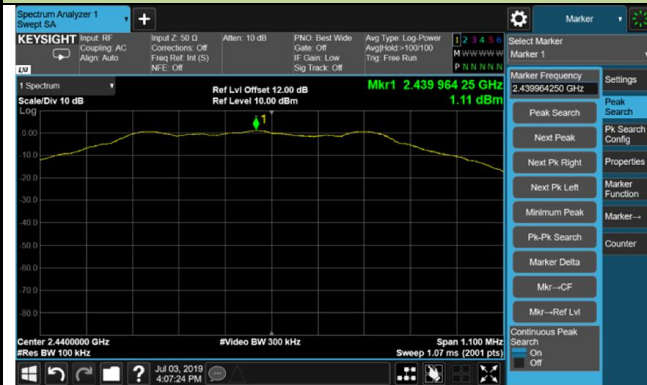 Spectrum Analyzer 1
Swept SA
Marker
KEYSIGHT
Input: RF
Coupling: AC
Align: Auto
Input Z: 50 Ω
Corrections: Off
Freq Ref: Int (S)
NFE: Off
Atten: 10 dB
PNO: Best Wide
Gate: Off
IF Gain: Low
Sig Track: Off
Avg Type: Log-Power
Avg|Hold:>100/100
Trig: Free Run
1 2 3 4 5 6
M W W W W W
P N N N N N
LXI
Select Marker
Marker 1
1 Spectrum
Scale/Div 10 dB
Log
Ref Lvl Offset 12.00 dB
Ref Level 10.00 dBm
Mkr1 2.439 964 25 GHz
1.11 dBm
1
0.00
-10.0
-20.0
-30.0
-40.0
-50.0
-60.0
-70.0
-80.0
Center 2.4400000 GHz
#Res BW 100 kHz
#Video BW 300 kHz
Span 1.100 MHz
Sweep 1.07 ms (2001 pts)
Marker Frequency
2.439964250 GHz
Peak Search
Next Peak
Next Pk Right
Next Pk Left
Minimum Peak
Pk-Pk Search
Marker Delta
Mkr→CF
Mkr→Ref Lvl
Continuous Peak
Search
On
Off
Settings
Peak
Search
Pk Search
Config
Properties
Marker
Function
Marker→
Counter
?
Jul 03, 2019
4:07:24 PM